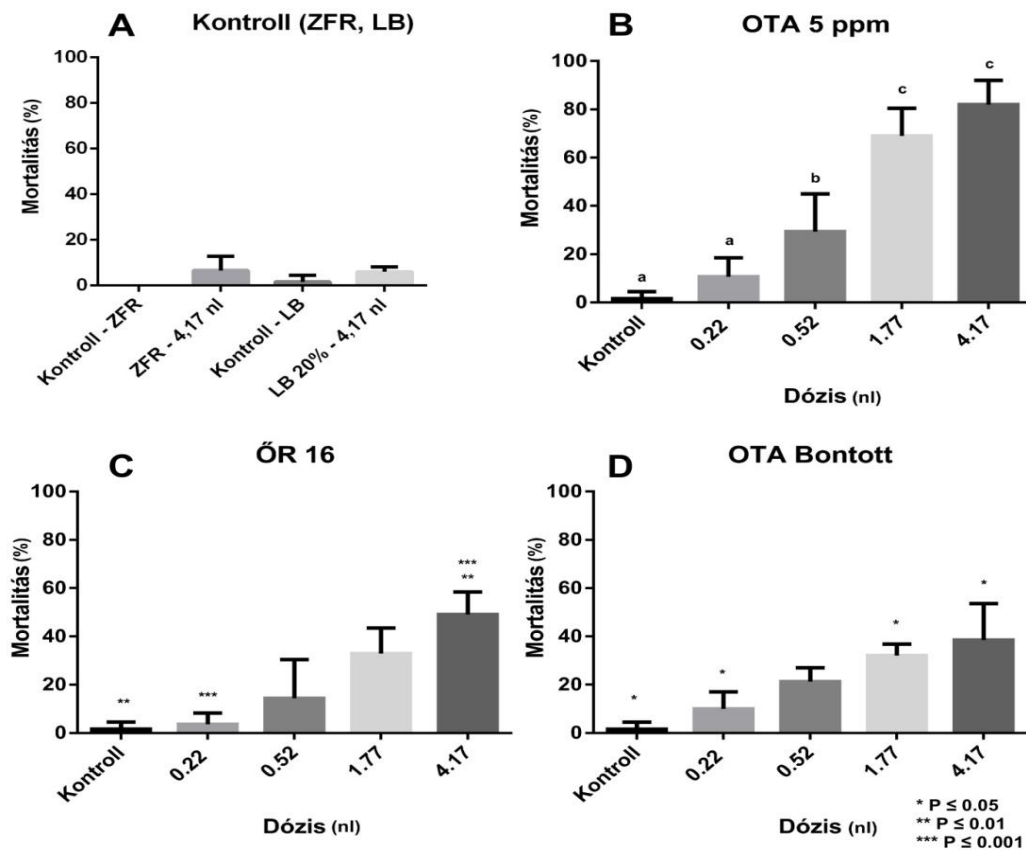 A
Kontroll (ZFR, LB)
Mortalitás (%)
100
80
60
40
20
0
Kontroll - ZFR
ZFR - 4,17 nl
Kontroll - LB
LB 20% - 4,17 nl
B
OTA 5 ppm
Mortalitás (%)
100
80
60
40
20
0
a
a
b
c
c
Kontroll
0.22
0.52
1.77
4.17
Dózis (nl)
C
ŐR 16
Mortalitás (%)
100
80
60
40
20
0
**
***
***
**
Kontroll
0.22
0.52
1.77
4.17
Dózis (nl)
D
OTA Bontott
Mortalitás (%)
100
80
60
40
20
0
*
*
*
*
Kontroll
0.22
0.52
1.77
4.17
Dózis (nl)
* P ≤ 0.05
** P ≤ 0.01
*** P ≤ 0.001